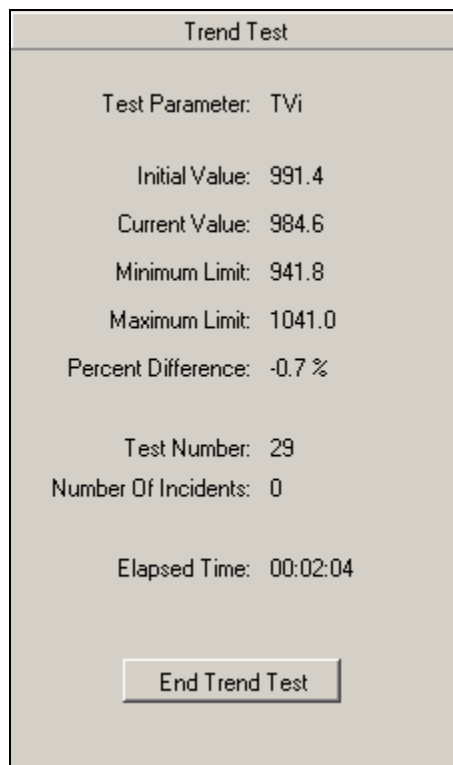 Trend Test
Test Parameter: TVi
Initial Value: 991.4
Current Value: 984.6
Minimum Limit: 941.8
Maximum Limit: 1041.0
Percent Difference: -0.7 %
Test Number: 29
Number Of Incidents: 0
Elapsed Time: 00:02:04
End Trend Test